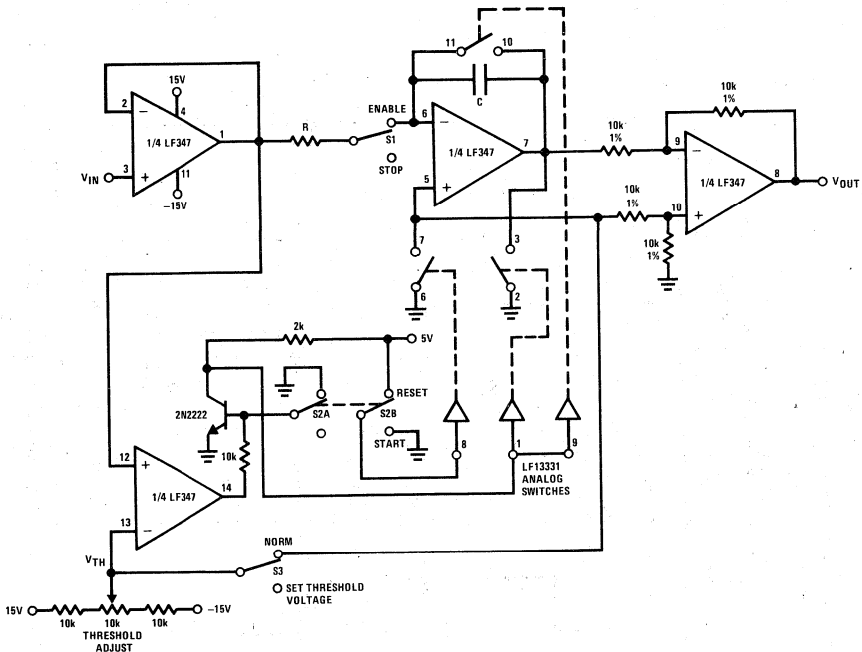 15V
2
4
−
1/4 LF347
1
VIN
3
+
11
−15V
R
ENABLE
S1
STOP
11
10
C
6
−
1/4 LF347
7
5
+
10k
1%
10k
1%
9
−
1/4 LF347
8
VOUT
10k
1%
10
+
10k
1%
7
6
3
2
2k
5V
RESET
2N2222
S2A
S2B
START
10k
8
1
9
LF13331
ANALOG
SWITCHES
12
+
1/4 LF347
14
13
−
VTH
NORM
S3
SET THRESHOLD
VOLTAGE
15V
−15V
10k
10k
10k
THRESHOLD
ADJUST